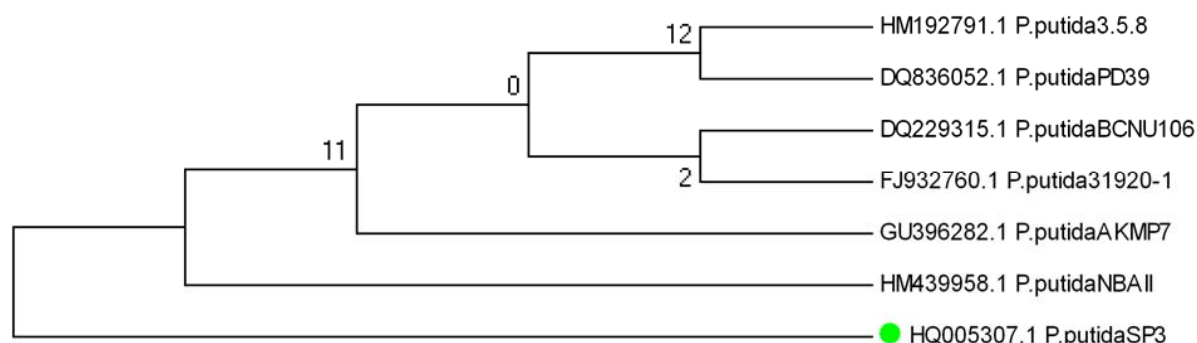 12
HM192791.1 P.putida3.5.8
DQ836052.1 P.putidaPD39
0
DQ229315.1 P.putidaBCNU106
11
2
FJ932760.1 P.putida31920-1
GU396282.1 P.putidaAKMP7
HM439958.1 P.putidaNBAII
HQ005307.1 P.putidaSP3